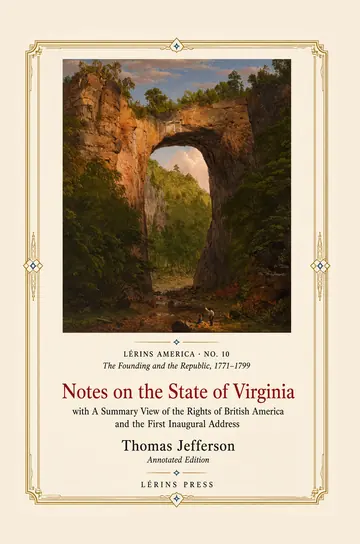 LÉRINS AMERICA · NO. 10
The Founding and the Republic, 1771–1799
Notes on the State of Virginia
with A Summary View of the Rights of British America
and the First Inaugural Address
Thomas Jefferson
Annotated Edition
LÉRINS PRESS